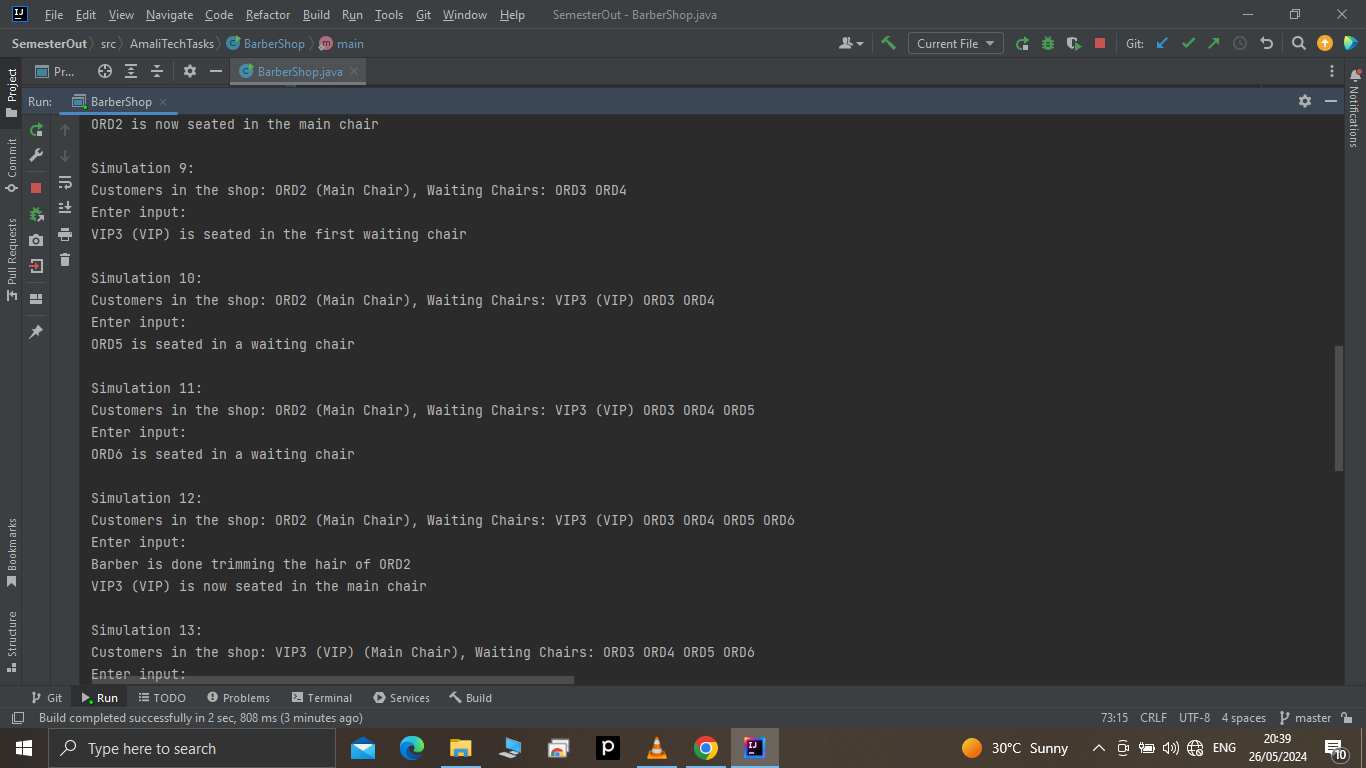 File Edit View Navigate Code Refactor Build Run Tools Git Window Help SemesterOut - BarberShop.java
SemesterOut src AmaliTechTasks BarberShop main Current File Git:
Pr... BarberShop.java
Run: BarberShop
Project
Commit
Pull Requests
Bookmarks
Structure
Notifications
ORD2 is now seated in the main chair
Simulation 9:
Customers in the shop: ORD2 (Main Chair), Waiting Chairs: ORD3 ORD4
Enter input:
VIP3 (VIP) is seated in the first waiting chair
Simulation 10:
Customers in the shop: ORD2 (Main Chair), Waiting Chairs: VIP3 (VIP) ORD3 ORD4
Enter input:
ORD5 is seated in a waiting chair
Simulation 11:
Customers in the shop: ORD2 (Main Chair), Waiting Chairs: VIP3 (VIP) ORD3 ORD4 ORD5
Enter input:
ORD6 is seated in a waiting chair
Simulation 12:
Customers in the shop: ORD2 (Main Chair), Waiting Chairs: VIP3 (VIP) ORD3 ORD4 ORD5 ORD6
Enter input:
Barber is done trimming the hair of ORD2
VIP3 (VIP) is now seated in the main chair
Simulation 13:
Customers in the shop: VIP3 (VIP) (Main Chair), Waiting Chairs: ORD3 ORD4 ORD5 ORD6
Enter input:
Git Run TODO Problems Terminal Services Build
Build completed successfully in 2 sec, 808 ms (3 minutes ago) 73:15 CRLF UTF-8 4 spaces master
Type here to search 30°C Sunny ENG 20:39
26/05/2024 10